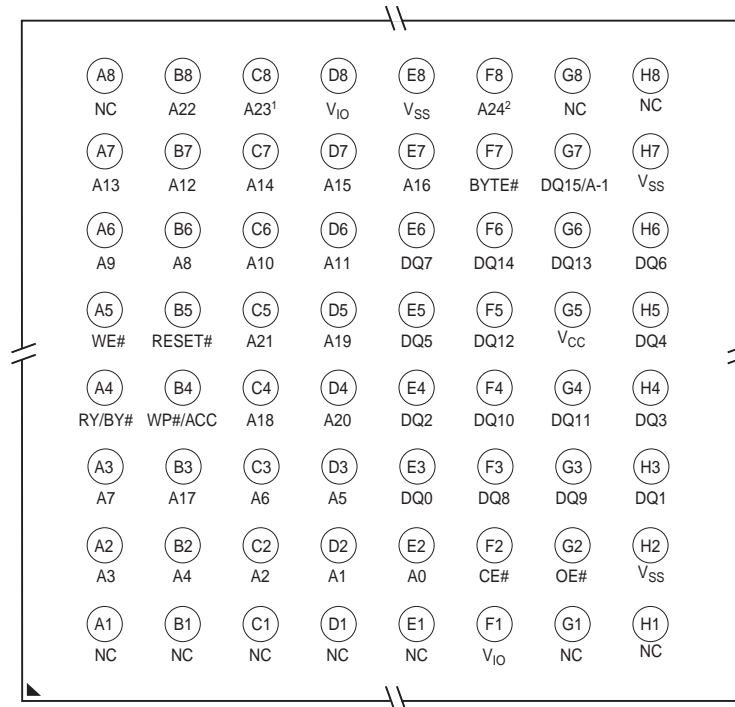 A8 B8 C8 D8 E8 F8 G8 H8
NC A22 A23¹ VIO VSS A24² NC NC
A7 B7 C7 D7 E7 F7 G7 H7
A13 A12 A14 A15 A16 BYTE# DQ15/A-1 VSS
A6 B6 C6 D6 E6 F6 G6 H6
A9 A8 A10 A11 DQ7 DQ14 DQ13 DQ6
A5 B5 C5 D5 E5 F5 G5 H5
WE# RESET# A21 A19 DQ5 DQ12 VCC DQ4
A4 B4 C4 D4 E4 F4 G4 H4
RY/BY# WP#/ACC A18 A20 DQ2 DQ10 DQ11 DQ3
A3 B3 C3 D3 E3 F3 G3 H3
A7 A17 A6 A5 DQ0 DQ8 DQ9 DQ1
A2 B2 C2 D2 E2 F2 G2 H2
A3 A4 A2 A1 A0 CE# OE# VSS
A1 B1 C1 D1 E1 F1 G1 H1
NC NC NC NC NC VIO NC NC